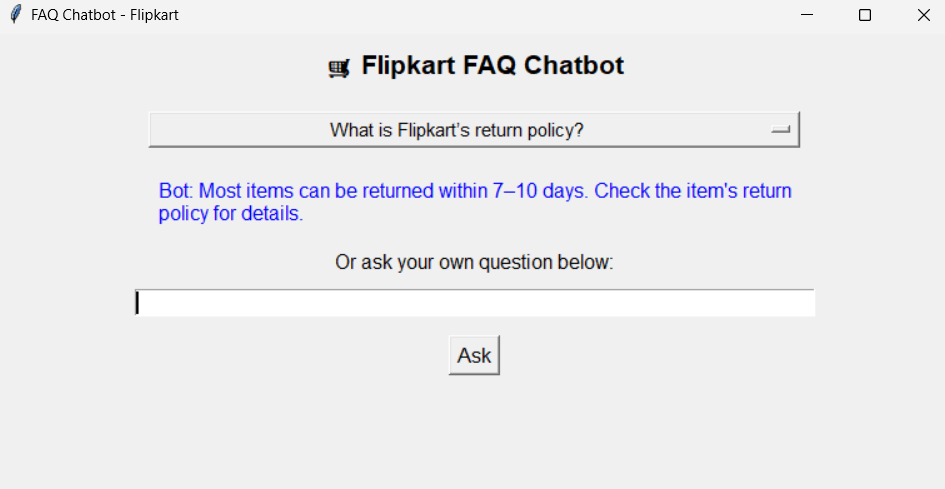 FAQ Chatbot - Flipkart
🛒 Flipkart FAQ Chatbot
What is Flipkart's return policy?
Bot: Most items can be returned within 7–10 days. Check the item's return
policy for details.
Or ask your own question below:
Ask